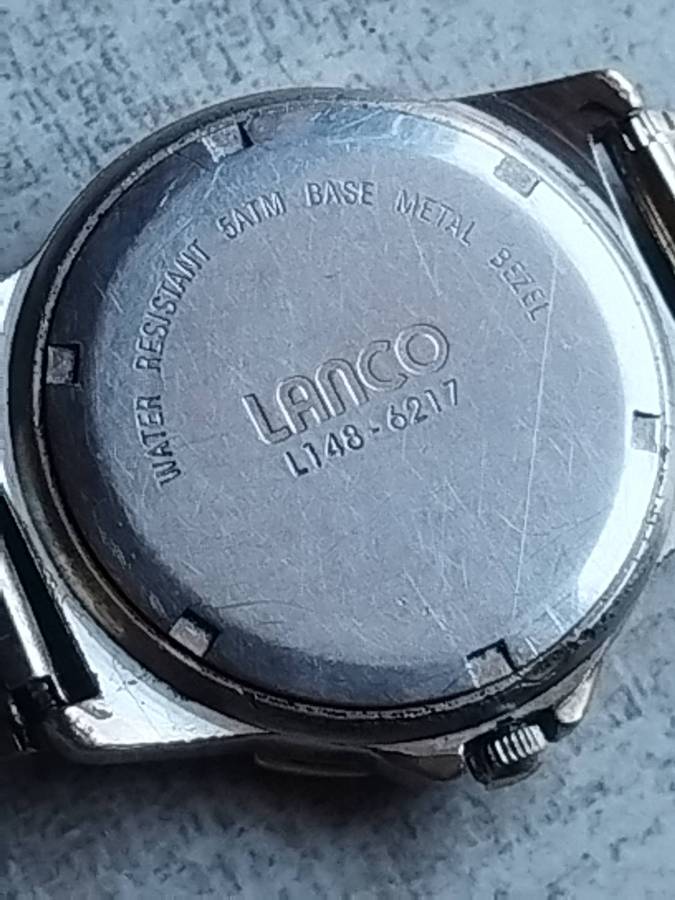 WATER RESISTANT 5ATM BASE METAL BEZEL
LANCO
L148-6217